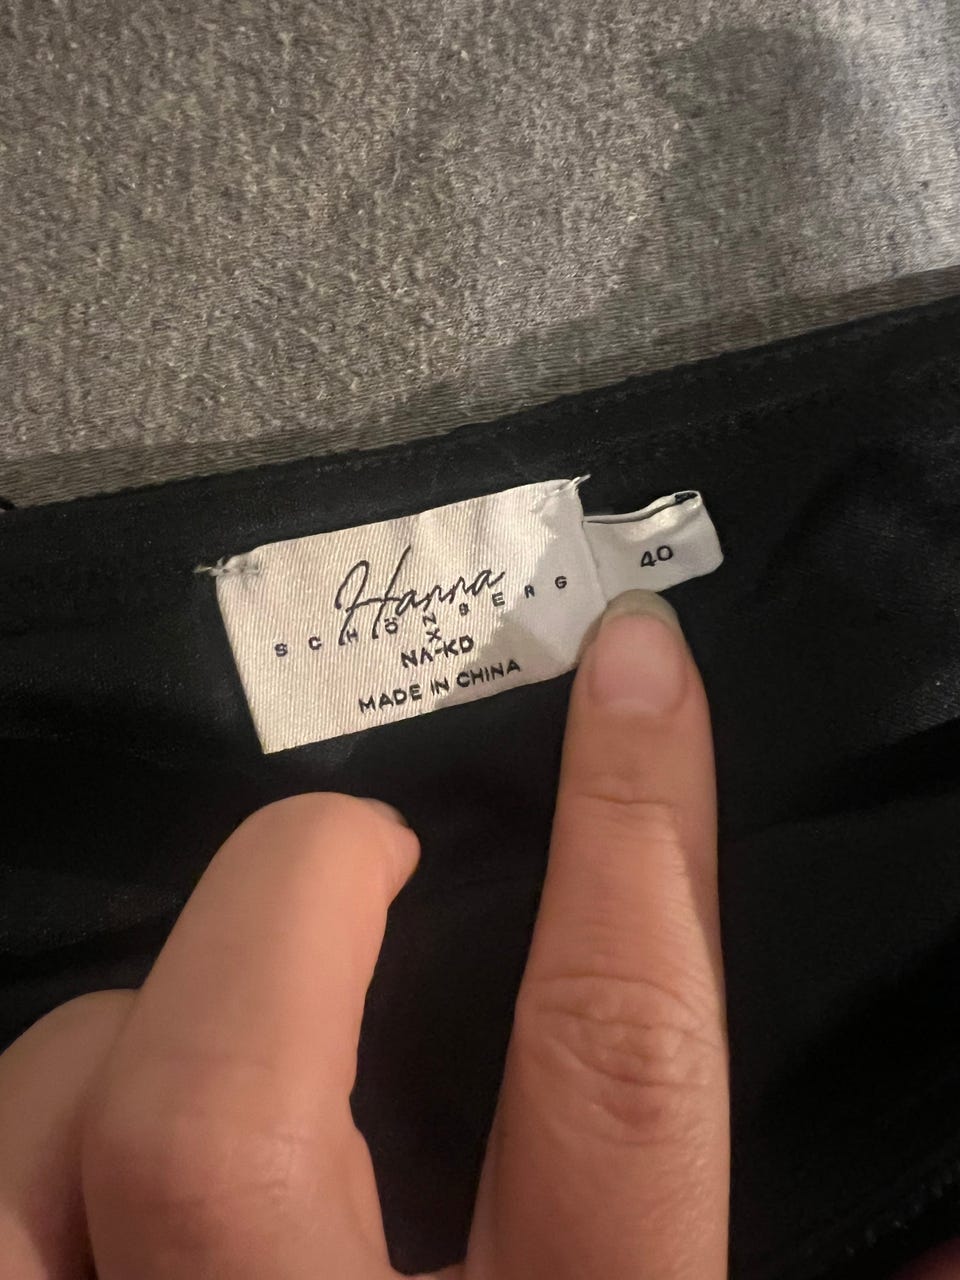 Hanna
SCHÖNBERG
X
NA-KD
MADE IN CHINA
40